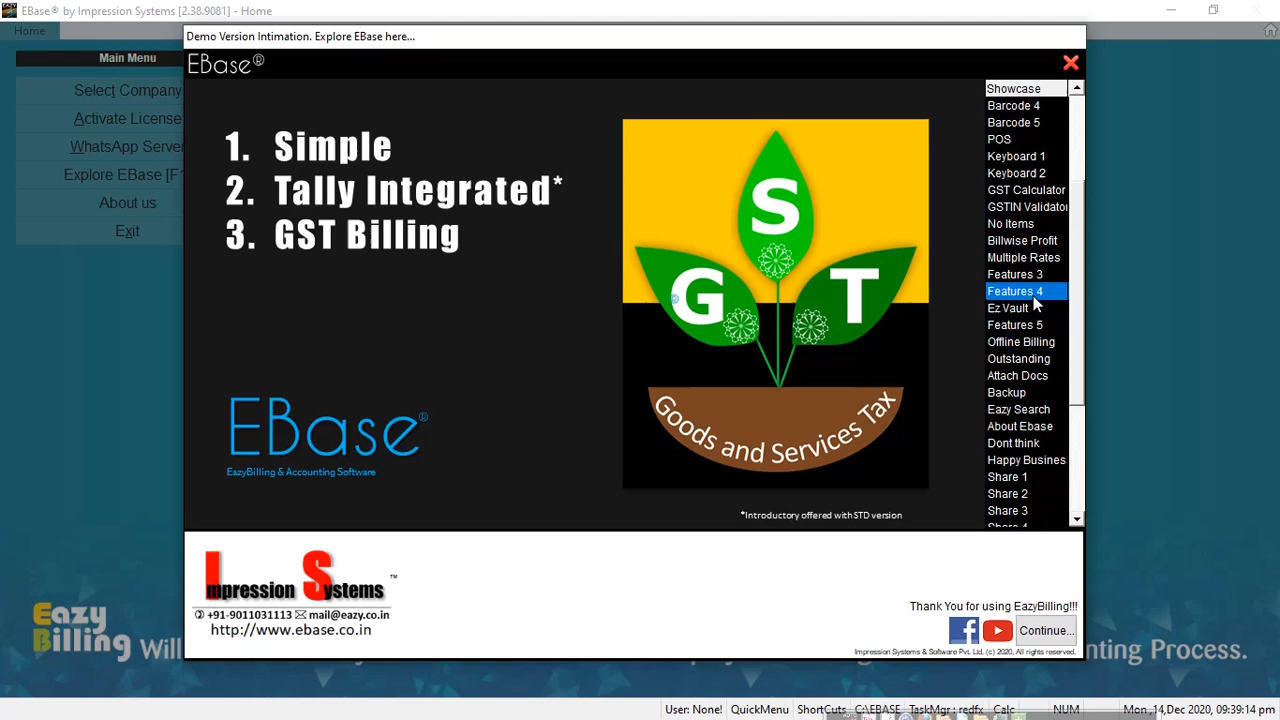 EBase® by Impression Systems [2.38.9081] - Home
Home
Main Menu
Select Company
Activate License
WhatsApp Server
Explore EBase [F1
About us
Exit
Demo Version Intimation. Explore EBase here...
EBase®
1. Simple
2. Tally Integrated*
3. GST Billing
G S T
Goods and Services Tax
EBase®
EazyBilling & Accounting Software
*Introductory offered with STD version
Showcase
Barcode 4
Barcode 5
POS
Keyboard 1
Keyboard 2
GST Calculator
GSTIN Validator
No Items
Billwise Profit
Multiple Rates
Features 3
Features 4
Ez Vault
Features 5
Offline Billing
Outstanding
Attach Docs
Backup
Eazy Search
About Ebase
Dont think
Happy Busines
Share 1
Share 2
Share 3
Share 4
Impression Systems™
+91-9011031113 mail@eazy.co.in
http://www.ebase.co.in
Thank You for using EazyBilling!!!
Continue...
Impression Systems & Software Pvt. Ltd. (c) 2020, All rights reserved.
Eazy
Billing Will
nting Process.
User: None! QuickMenu ShortCuts C:\EBASE TaskMgr : redfx Calc NUM Mon.,14,Dec 2020, 09:39:14 pm